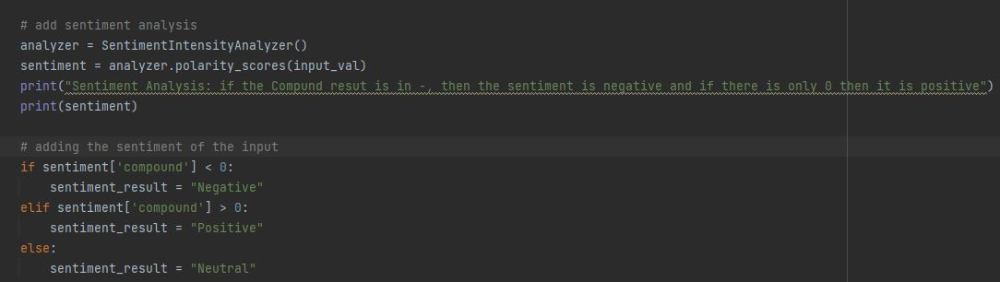 # add sentiment analysis
analyzer = SentimentIntensityAnalyzer()
sentiment = analyzer.polarity_scores(input_val)
print("Sentiment Analysis: if the Compund resut is in -, then the sentiment is negative and if there is only 0 then it is positive")
print(sentiment)
# adding the sentiment of the input
if sentiment['compound'] < 0:
    sentiment_result = "Negative"
elif sentiment['compound'] > 0:
    sentiment_result = "Positive"
else:
    sentiment_result = "Neutral"